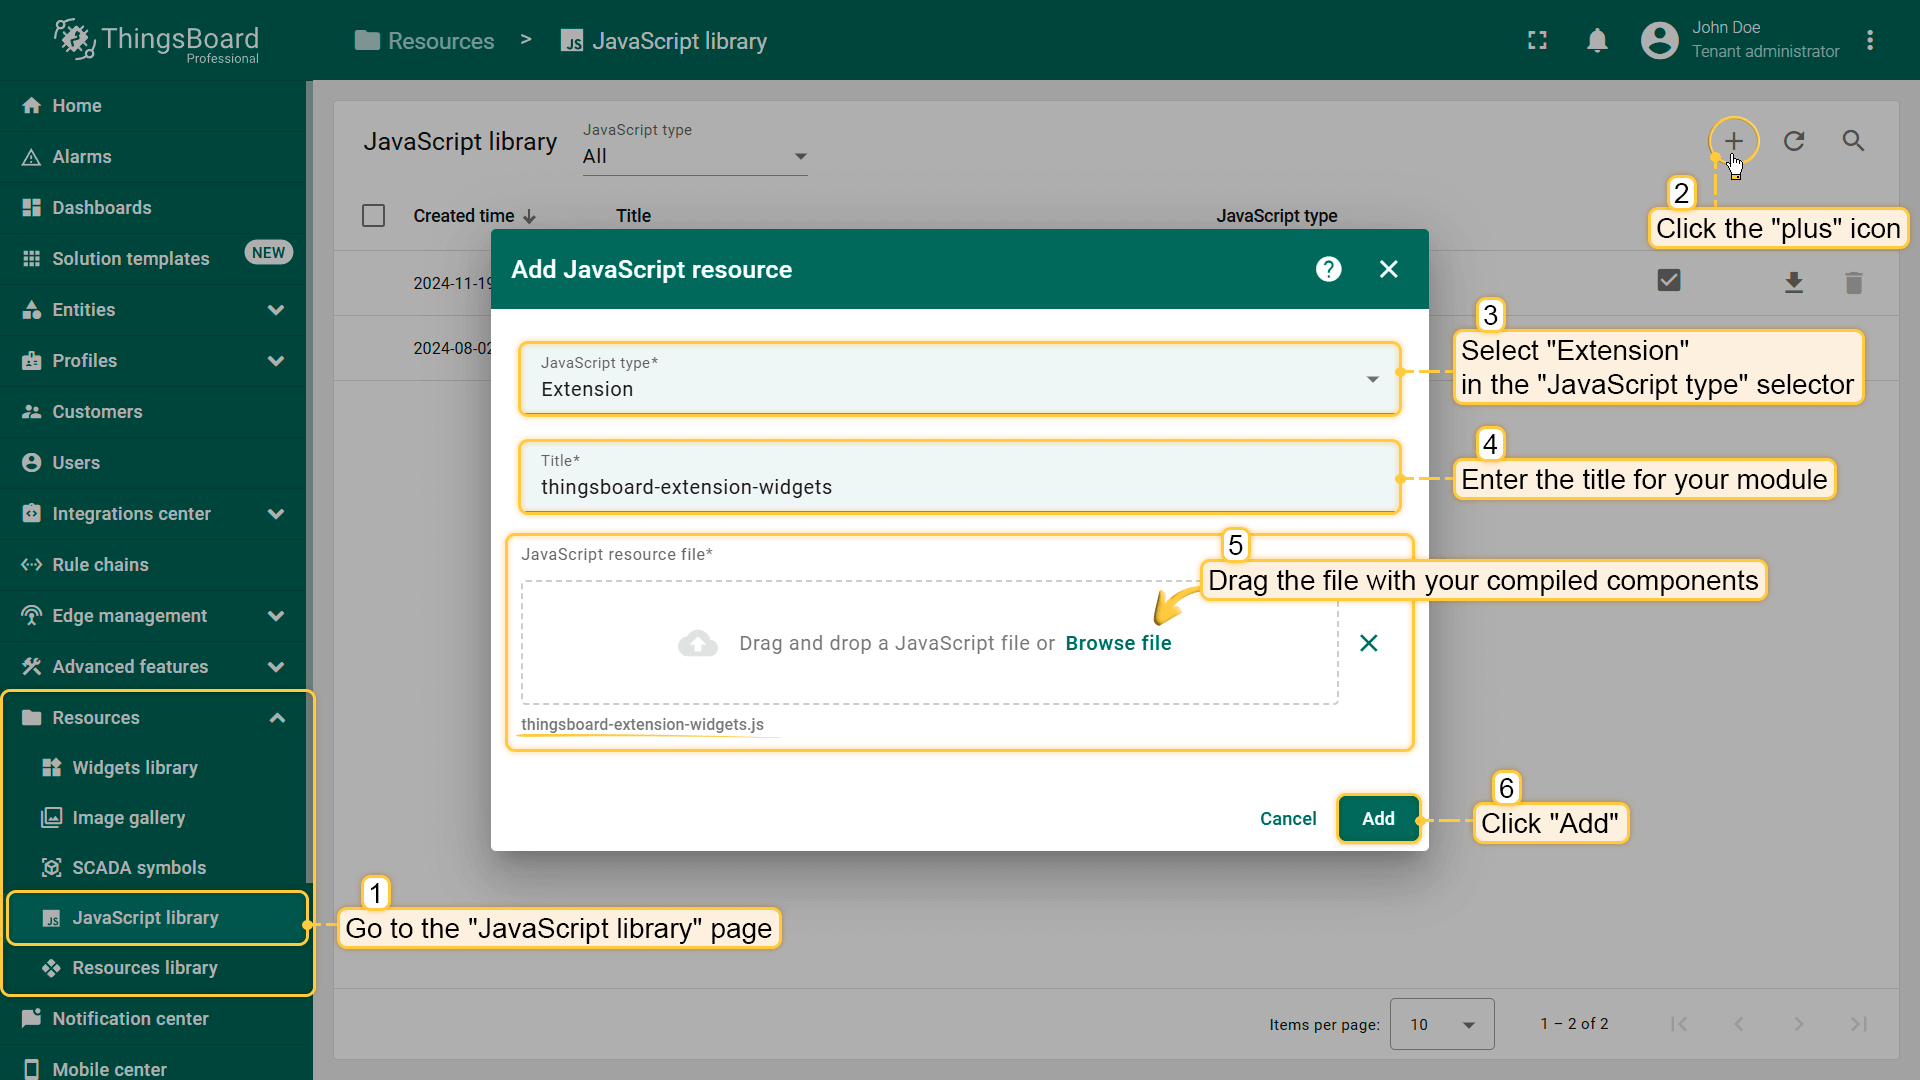 ThingsBoard
Professional
Resources > JavaScript library
John Doe
Tenant administrator
Home
Alarms
Dashboards
Solution templates NEW
Entities
Profiles
Customers
Users
Integrations center
Rule chains
Edge management
Advanced features
Resources
Widgets library
Image gallery
SCADA symbols
JavaScript library
Resources library
Notification center
Mobile center
JavaScript library
JavaScript type
All
Created time
Title
JavaScript type
2
Click the "plus" icon
2024-11-19
2024-08-02
Add JavaScript resource
?
JavaScript type*
Extension
3
Select "Extension"
in the "JavaScript type" selector
Title*
thingsboard-extension-widgets
4
Enter the title for your module
JavaScript resource file*
5
Drag the file with your compiled components
Drag and drop a JavaScript file or Browse file
thingsboard-extension-widgets.js
Cancel
Add
6
Click "Add"
1
Go to the "JavaScript library" page
Items per page: 10
1 – 2 of 2
JS
JS